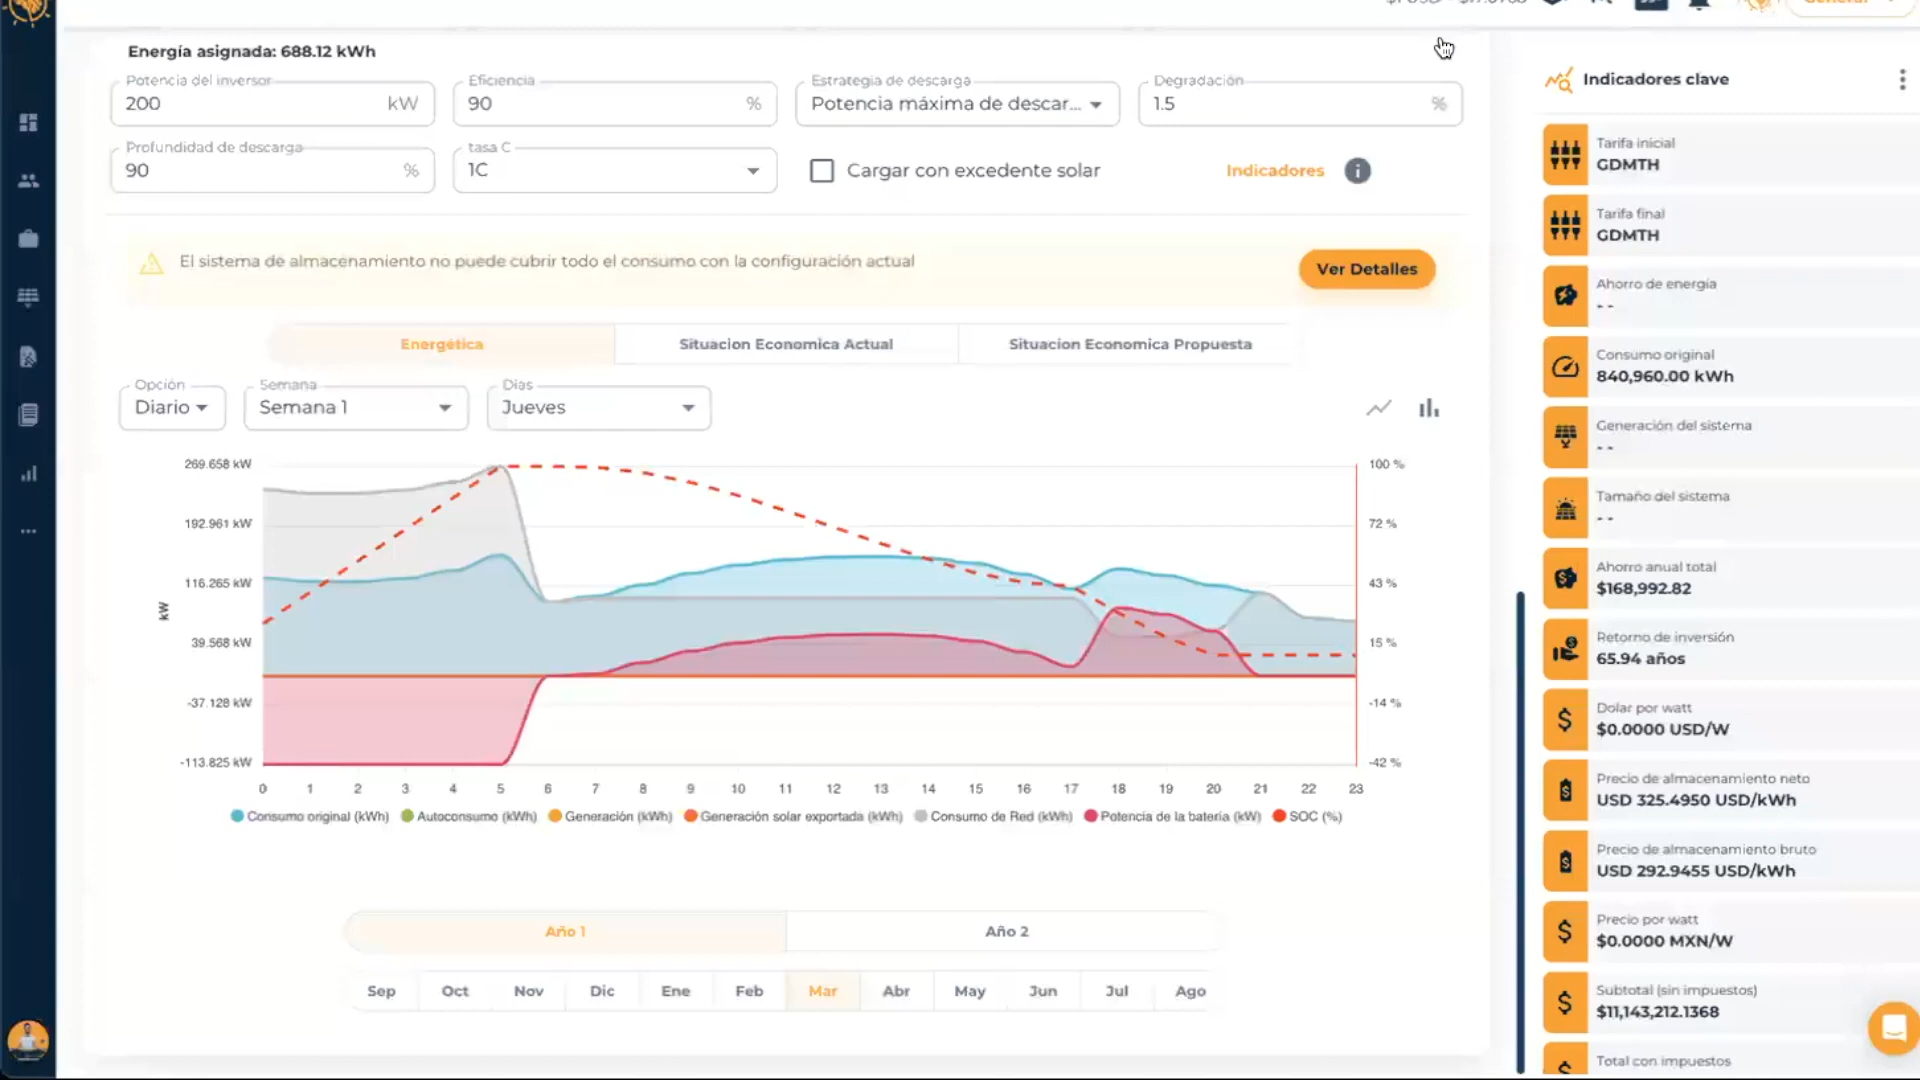 General
Energía asignada: 688.12 kWh
Potencia del inversor
200 kW
Eficiencia
90 %
Estrategia de descarga
Potencia máxima de descar...
Degradación
1.5 %
Profundidad de descarga
90 %
tasa C
1C
Cargar con excedente solar
Indicadores
El sistema de almacenamiento no puede cubrir todo el consumo con la configuración actual
Ver Detalles
Energética
Situacion Economica Actual
Situacion Economica Propuesta
Opción
Diario
Semana
Semana 1
Dias
Jueves
269.658 kW
192.961 kW
116.265 kW
39.568 kW
-37.128 kW
-113.825 kW
kW
100 %
72 %
43 %
15 %
-14 %
-42 %
0 1 2 3 4 5 6 7 8 9 10 11 12 13 14 15 16 17 18 19 20 21 22 23
Consumo original (kWh) Autoconsumo (kWh) Generación (kWh) Generación solar exportada (kWh) Consumo de Red (kWh) Potencia de la batería (kW) SOC (%)
Año 1
Año 2
Sep Oct Nov Dic Ene Feb Mar Abr May Jun Jul Ago
Indicadores clave
Tarifa inicial
GDMTH
Tarifa final
GDMTH
Ahorro de energía
- -
Consumo original
840,960.00 kWh
Generación del sistema
- -
Tamaño del sistema
- -
Ahorro anual total
$168,992.82
Retorno de inversión
65.94 años
Dolar por watt
$0.0000 USD/W
Precio de almacenamiento neto
USD 325.4950 USD/kWh
Precio de almacenamiento bruto
USD 292.9455 USD/kWh
Precio por watt
$0.0000 MXN/W
Subtotal (sin impuestos)
$11,143,212.1368
Total con impuestos